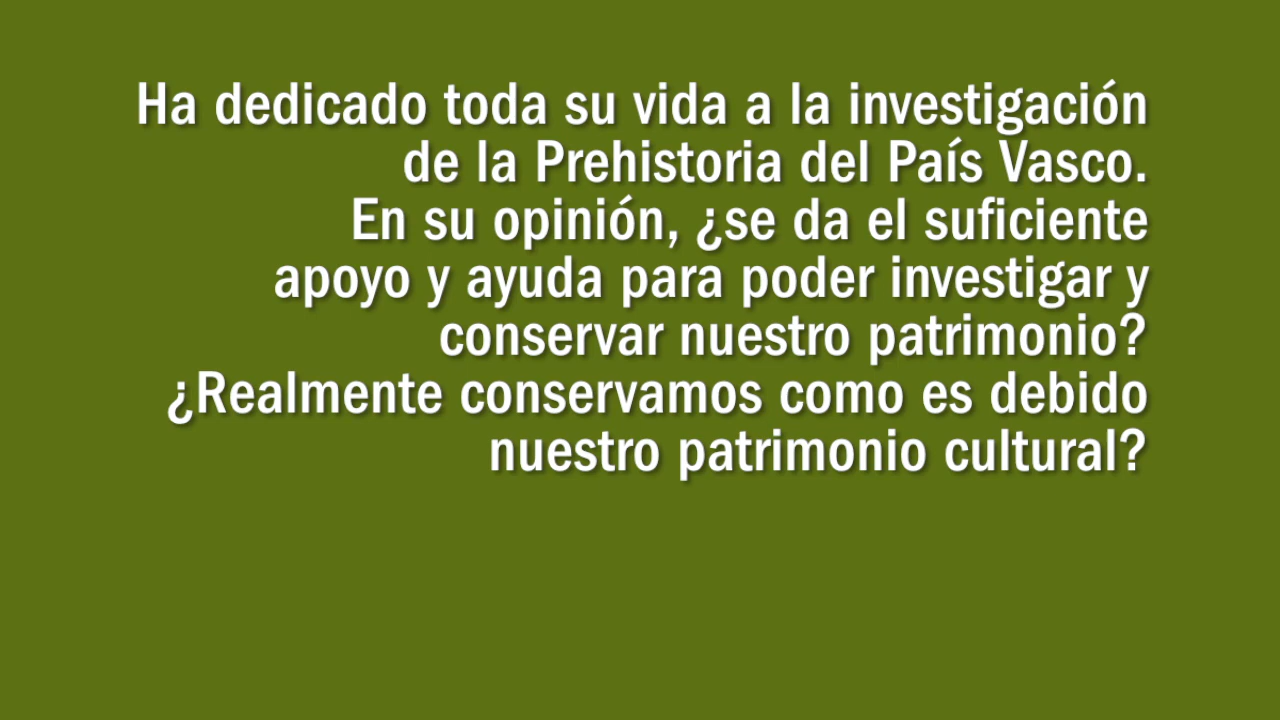 Ha dedicado toda su vida a la investigación
de la Prehistoria del País Vasco.
En su opinión, ¿se da el suficiente
apoyo y ayuda para poder investigar y
conservar nuestro patrimonio?
¿Realmente conservamos como es debido
nuestro patrimonio cultural?